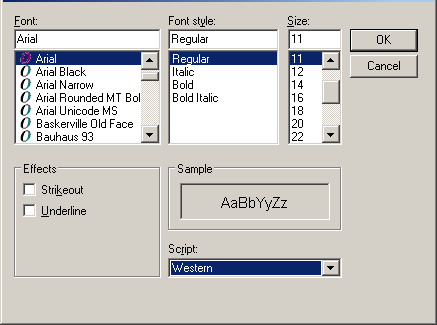 Font: Font style: Size:
Arial Regular 11 OK
Arial Regular 11 Cancel
Arial Black Italic 12
Arial Narrow Bold 14
Arial Rounded MT Bol Bold Italic 16
Arial Unicode MS 18
Baskerville Old Face 20
Bauhaus 93 22
Effects Sample
Strikeout
Underline
AaBbYyZz
Script:
Western